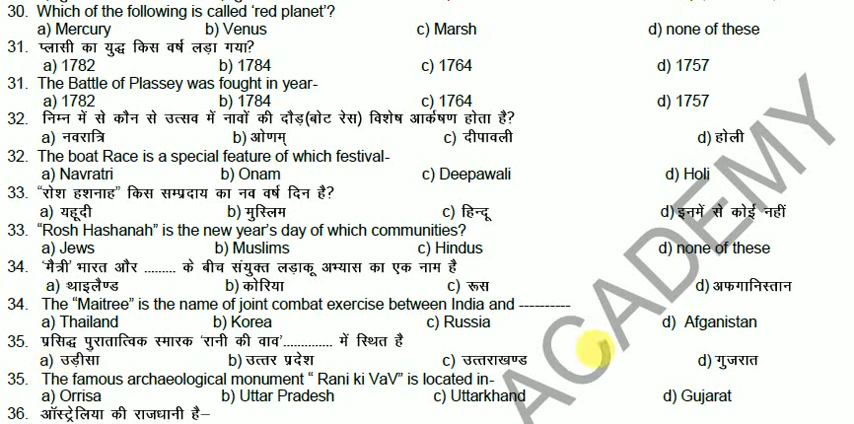 30. Which of the following is called 'red planet'?
a) Mercury b) Venus c) Marsh d) none of these
31. प्लासी का युद्ध किस वर्ष लड़ा गया?
a) 1782 b) 1784 c) 1764 d) 1757
31. The Battle of Plassey was fought in year-
a) 1782 b) 1784 c) 1764 d) 1757
32. निम्न में से कौन से उत्सव में नावों की दौड़(बोट रेस) विशेष आर्कषण होता है?
a) नवरात्रि b) ओणम् c) दीपावली d) होली
32. The boat Race is a special feature of which festival-
a) Navratri b) Onam c) Deepawali d) Holi
33. "रोश हशनाह" किस सम्प्रदाय का नव वर्ष दिन है?
a) यहूदी b) मुस्लिम c) हिन्दू d) इनमें से कोई नहीं
33. "Rosh Hashanah" is the new year's day of which communities?
a) Jews b) Muslims c) Hindus d) none of these
34. 'मैत्री' भारत और ......... के बीच संयुक्त लड़ाकू अभ्यास का एक नाम है
a) थाइलैण्ड b) कोरिया c) रूस d) अफगानिस्तान
34. The "Maitree" is the name of joint combat exercise between India and ----------
a) Thailand b) Korea c) Russia d) Afganistan
35. प्रसिद्ध पुरातात्विक स्मारक 'रानी की वाव'.............. में स्थित है
a) उड़ीसा b) उत्तर प्रदेश c) उत्तराखण्ड d) गुजरात
35. The famous archaeological monument " Rani ki VaV" is located in-
a) Orrisa b) Uttar Pradesh c) Uttarkhand d) Gujarat
36. ऑस्ट्रेलिया की राजधानी है–
ACADEMY